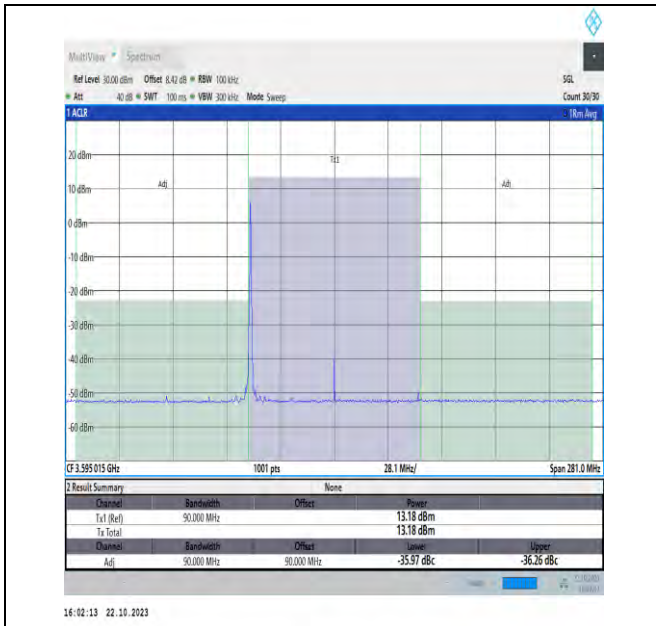 MultiView Spectrum
Ref Level 30.00 dBm Offset 8.42 dB RBW 100 kHz SGL
Att 40 dB SWT 100 ms VBW 300 kHz Mode Sweep Count 30/30
1 ACLR 1Rm Avg
Tx1
20 dBm
Adj Adj
10 dBm
0 dBm
-10 dBm
-20 dBm
-30 dBm
-40 dBm
-50 dBm
-60 dBm
CF 3.595 015 GHz 1001 pts 28.1 MHz/ Span 281.0 MHz
2 Result Summary None
Channel Bandwidth Offset Power
Tx1 (Ref) 90.000 MHz 13.18 dBm
Tx Total 13.18 dBm
Channel Bandwidth Offset Lower Upper
Adj 90.000 MHz 90.000 MHz -35.97 dBc -36.26 dBc
16:02:13 22.10.2023